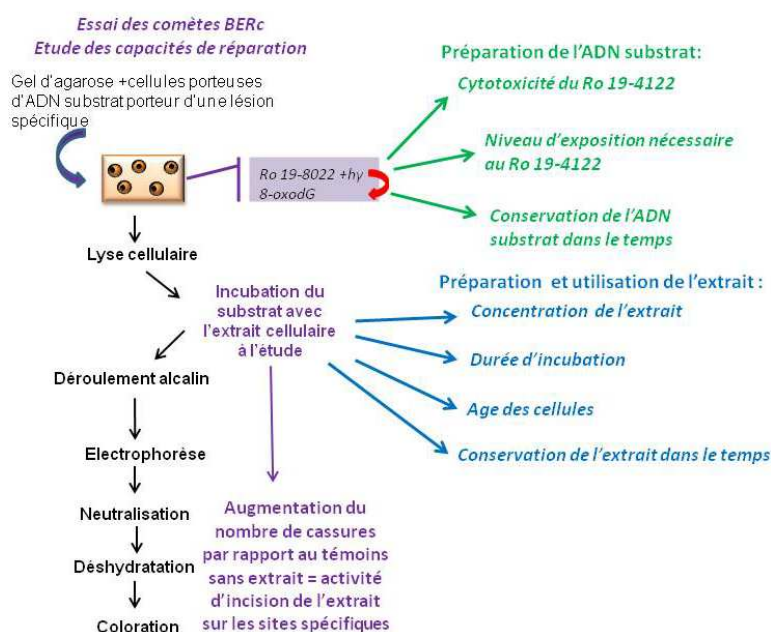 Essai des comètes BERc
Etude des capacités de réparation
Gel d'agarose +cellules porteuses
d'ADN substrat porteur d'une lésion
spécifique
Ro 19-8022 +hγ
8-oxodG
Préparation de l'ADN substrat:
Cytotoxicité du Ro 19-4122
Niveau d'exposition nécessaire
au Ro 19-4122
Conservation de l'ADN
substrat dans le temps
Lyse cellulaire
Incubation du
substrat avec
l'extrait cellulaire
à l'étude
Préparation et utilisation de l'extrait :
Concentration de l'extrait
Durée d'incubation
Age des cellules
Conservation de l'extrait dans le temps
Déroulement alcalin
Electrophorèse
Neutralisation
Déshydratation
Coloration
Augmentation du
nombre de cassures
par rapport au témoins
sans extrait = activité
d'incision de l'extrait
sur les sites spécifiques